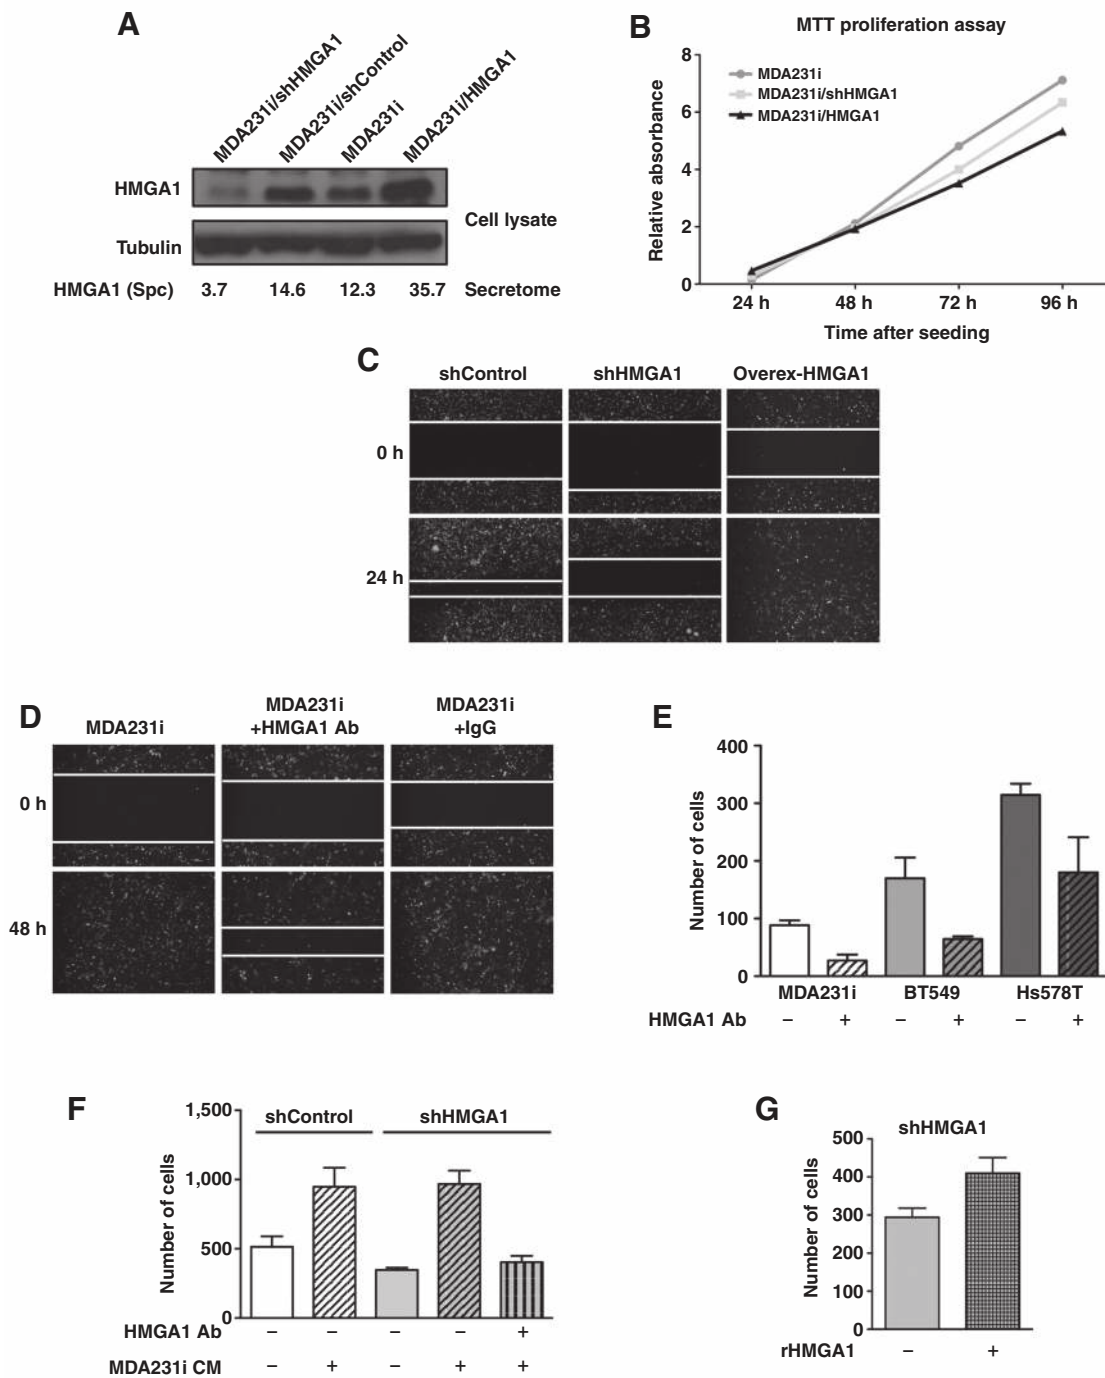 A
MDA231i/shHMGA1
MDA231i/shControl
MDA231i
MDA231i/HMGA1
HMGA1
Tubulin
Cell lysate
HMGA1 (Spc) 3.7 14.6 12.3 35.7 Secretome
B
MTT proliferation assay
MDA231i
MDA231i/shHMGA1
MDA231i/HMGA1
Relative absorbance
8
6
4
2
0
24 h 48 h 72 h 96 h
Time after seeding
C
shControl shHMGA1 Overex-HMGA1
0 h
24 h
D
MDA231i
MDA231i
+HMGA1 Ab
MDA231i
+IgG
0 h
48 h
E
Number of cells
400
300
200
100
0
MDA231i BT549 Hs578T
HMGA1 Ab – + – + – +
F
Number of cells
1,500
1,000
500
0
shControl shHMGA1
HMGA1 Ab – – – – +
MDA231i CM – + – + +
G
shHMGA1
Number of cells
500
400
300
200
100
0
rHMGA1 – +